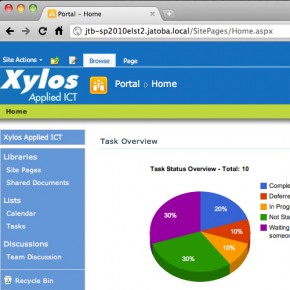 Portal - Home
jtb-sp2010elst2.jatoba.local/SitePages/Home.aspx
Site Actions
Browse
Page
Xylos
Applied ICT
Portal
Home
Home
Xylos Applied ICT
Libraries
Site Pages
Shared Documents
Lists
Calendar
Tasks
Discussions
Team Discussion
Recycle Bin
Task Overview
Task Status Overview - Total: 10
20%
10%
10%
30%
30%
Comple
Deferre
In Prog
Not Sta
Waiting
someon